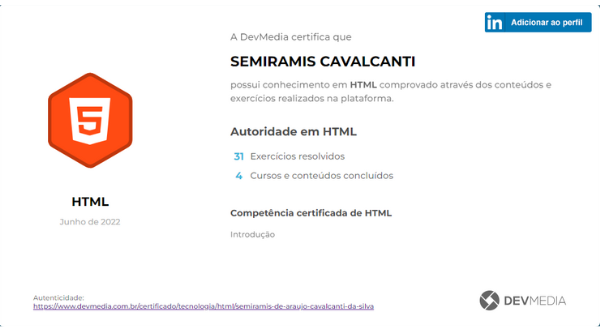 Adicionar ao perfil
A DevMedia certifica que
SEMIRAMIS CAVALCANTI
possui conhecimento em HTML comprovado através dos conteúdos e
exercícios realizados na plataforma.
Autoridade em HTML
31 Exercícios resolvidos
4 Cursos e conteúdos concluídos
HTML
Junho de 2022
Competência certificada de HTML
Introdução
Autenticidade:
https://www.devmedia.com.br/certificado/tecnologia/html/semiramis-de-araujo-cavalcanti-da-silva
DEVMEDIA